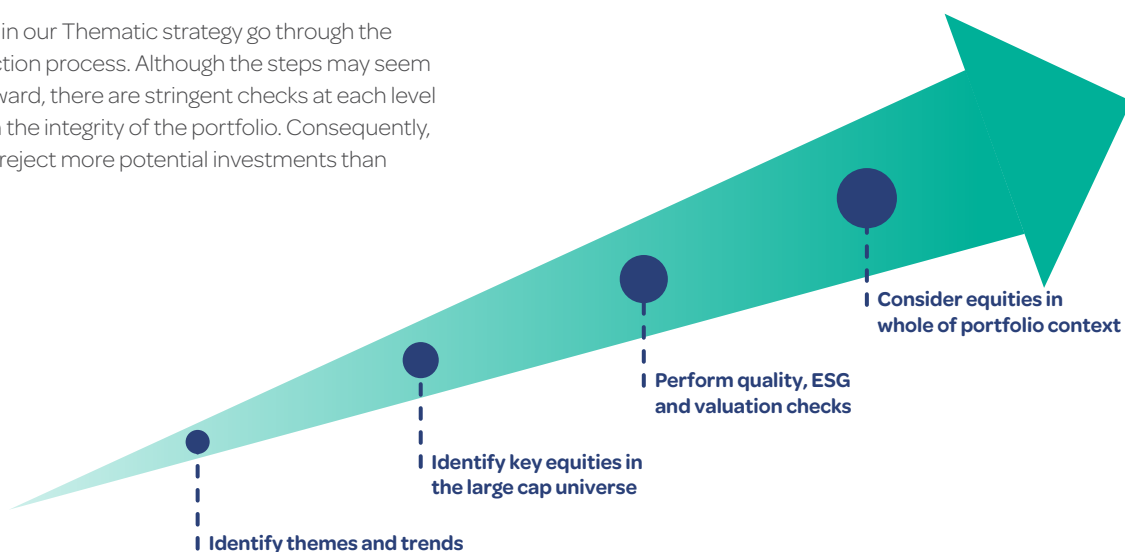 in our Thematic strategy go through the
ction process. Although the steps may seem
ward, there are stringent checks at each level
the integrity of the portfolio. Consequently,
reject more potential investments than
Consider equities in
whole of portfolio context
Perform quality, ESG
and valuation checks
Identify key equities in
the large cap universe
Identify themes and trends